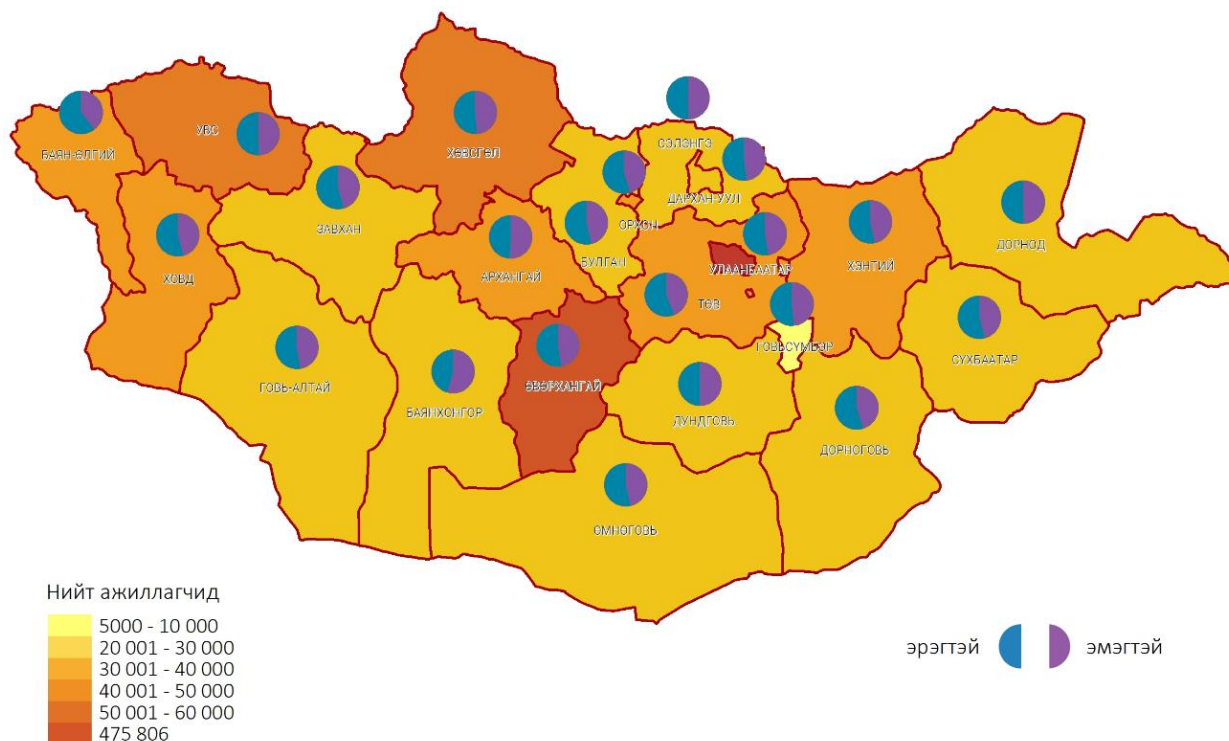 УВС
БАЯН-ӨЛГИЙ
ХӨВСГӨЛ
СЭЛЭНГЭ
ДАРХАН-УУЛ
ЗАВХАН
ОРХОН
ДОРНОД
БУЛГАН
АРХАНГАЙ
УЛААНБААТАР
ХЭНТИЙ
ХОВД
ТӨВ
ГОВЬСҮМБЭР
СҮХБААТАР
ӨВӨРХАНГАЙ
ГОВЬ-АЛТАЙ
БАЯНХОНГОР
ДУНДГОВЬ
ДОРНОГОВЬ
ӨМНӨГОВЬ
Нийт ажиллагчид
5000 - 10 000
20 001 - 30 000
30 001 - 40 000
40 001 - 50 000
50 001 - 60 000
475 806
эрэгтэй эмэгтэй